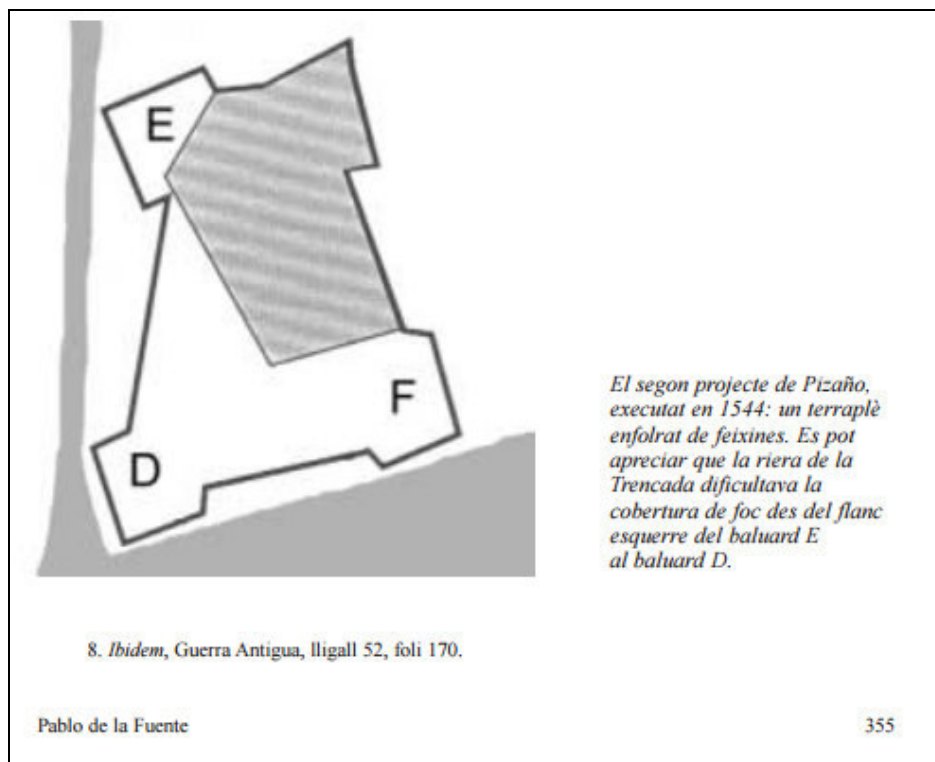 E
F
D
El segon projecte de Pizaño,
executat en 1544: un terraplè
enfolrat de feixines. Es pot
apreciar que la riera de la
Trencada dificultava la
cobertura de foc des del flanc
esquerre del baluard E
al baluard D.
8. Ibidem, Guerra Antigua, lligall 52, foli 170.
Pablo de la Fuente
355